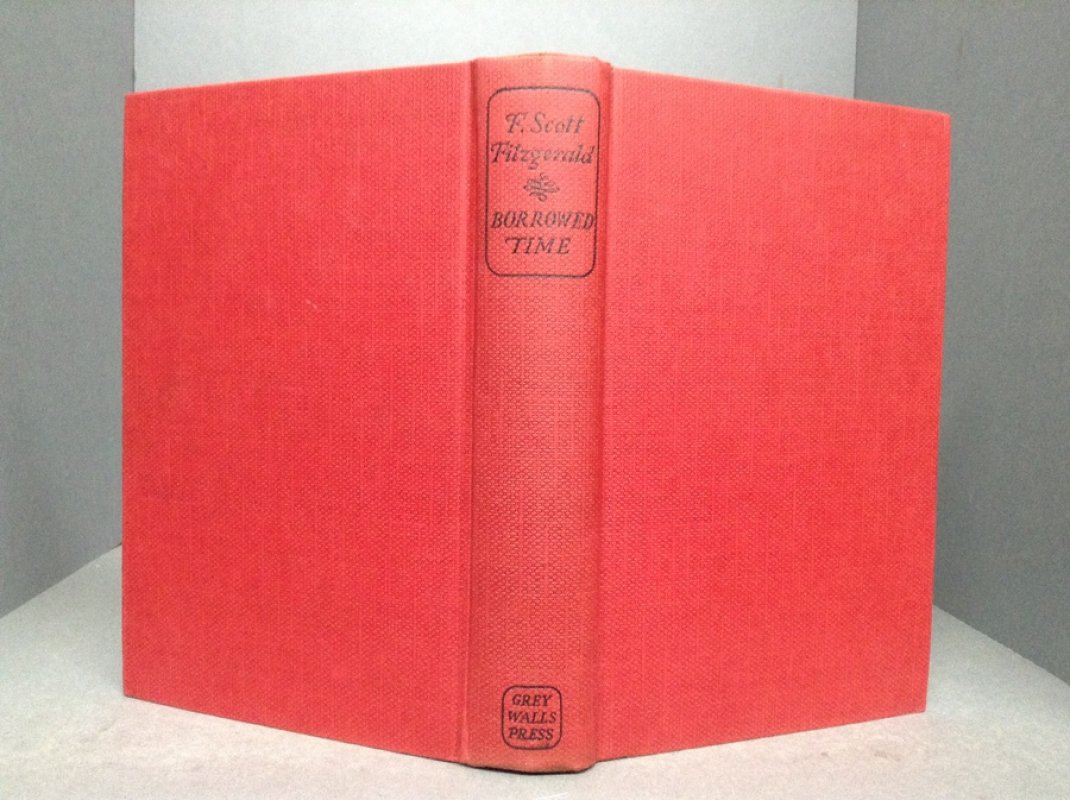 F. Scott
Fitzgerald
BORROWED
TIME
GREY
WALLS
PRESS